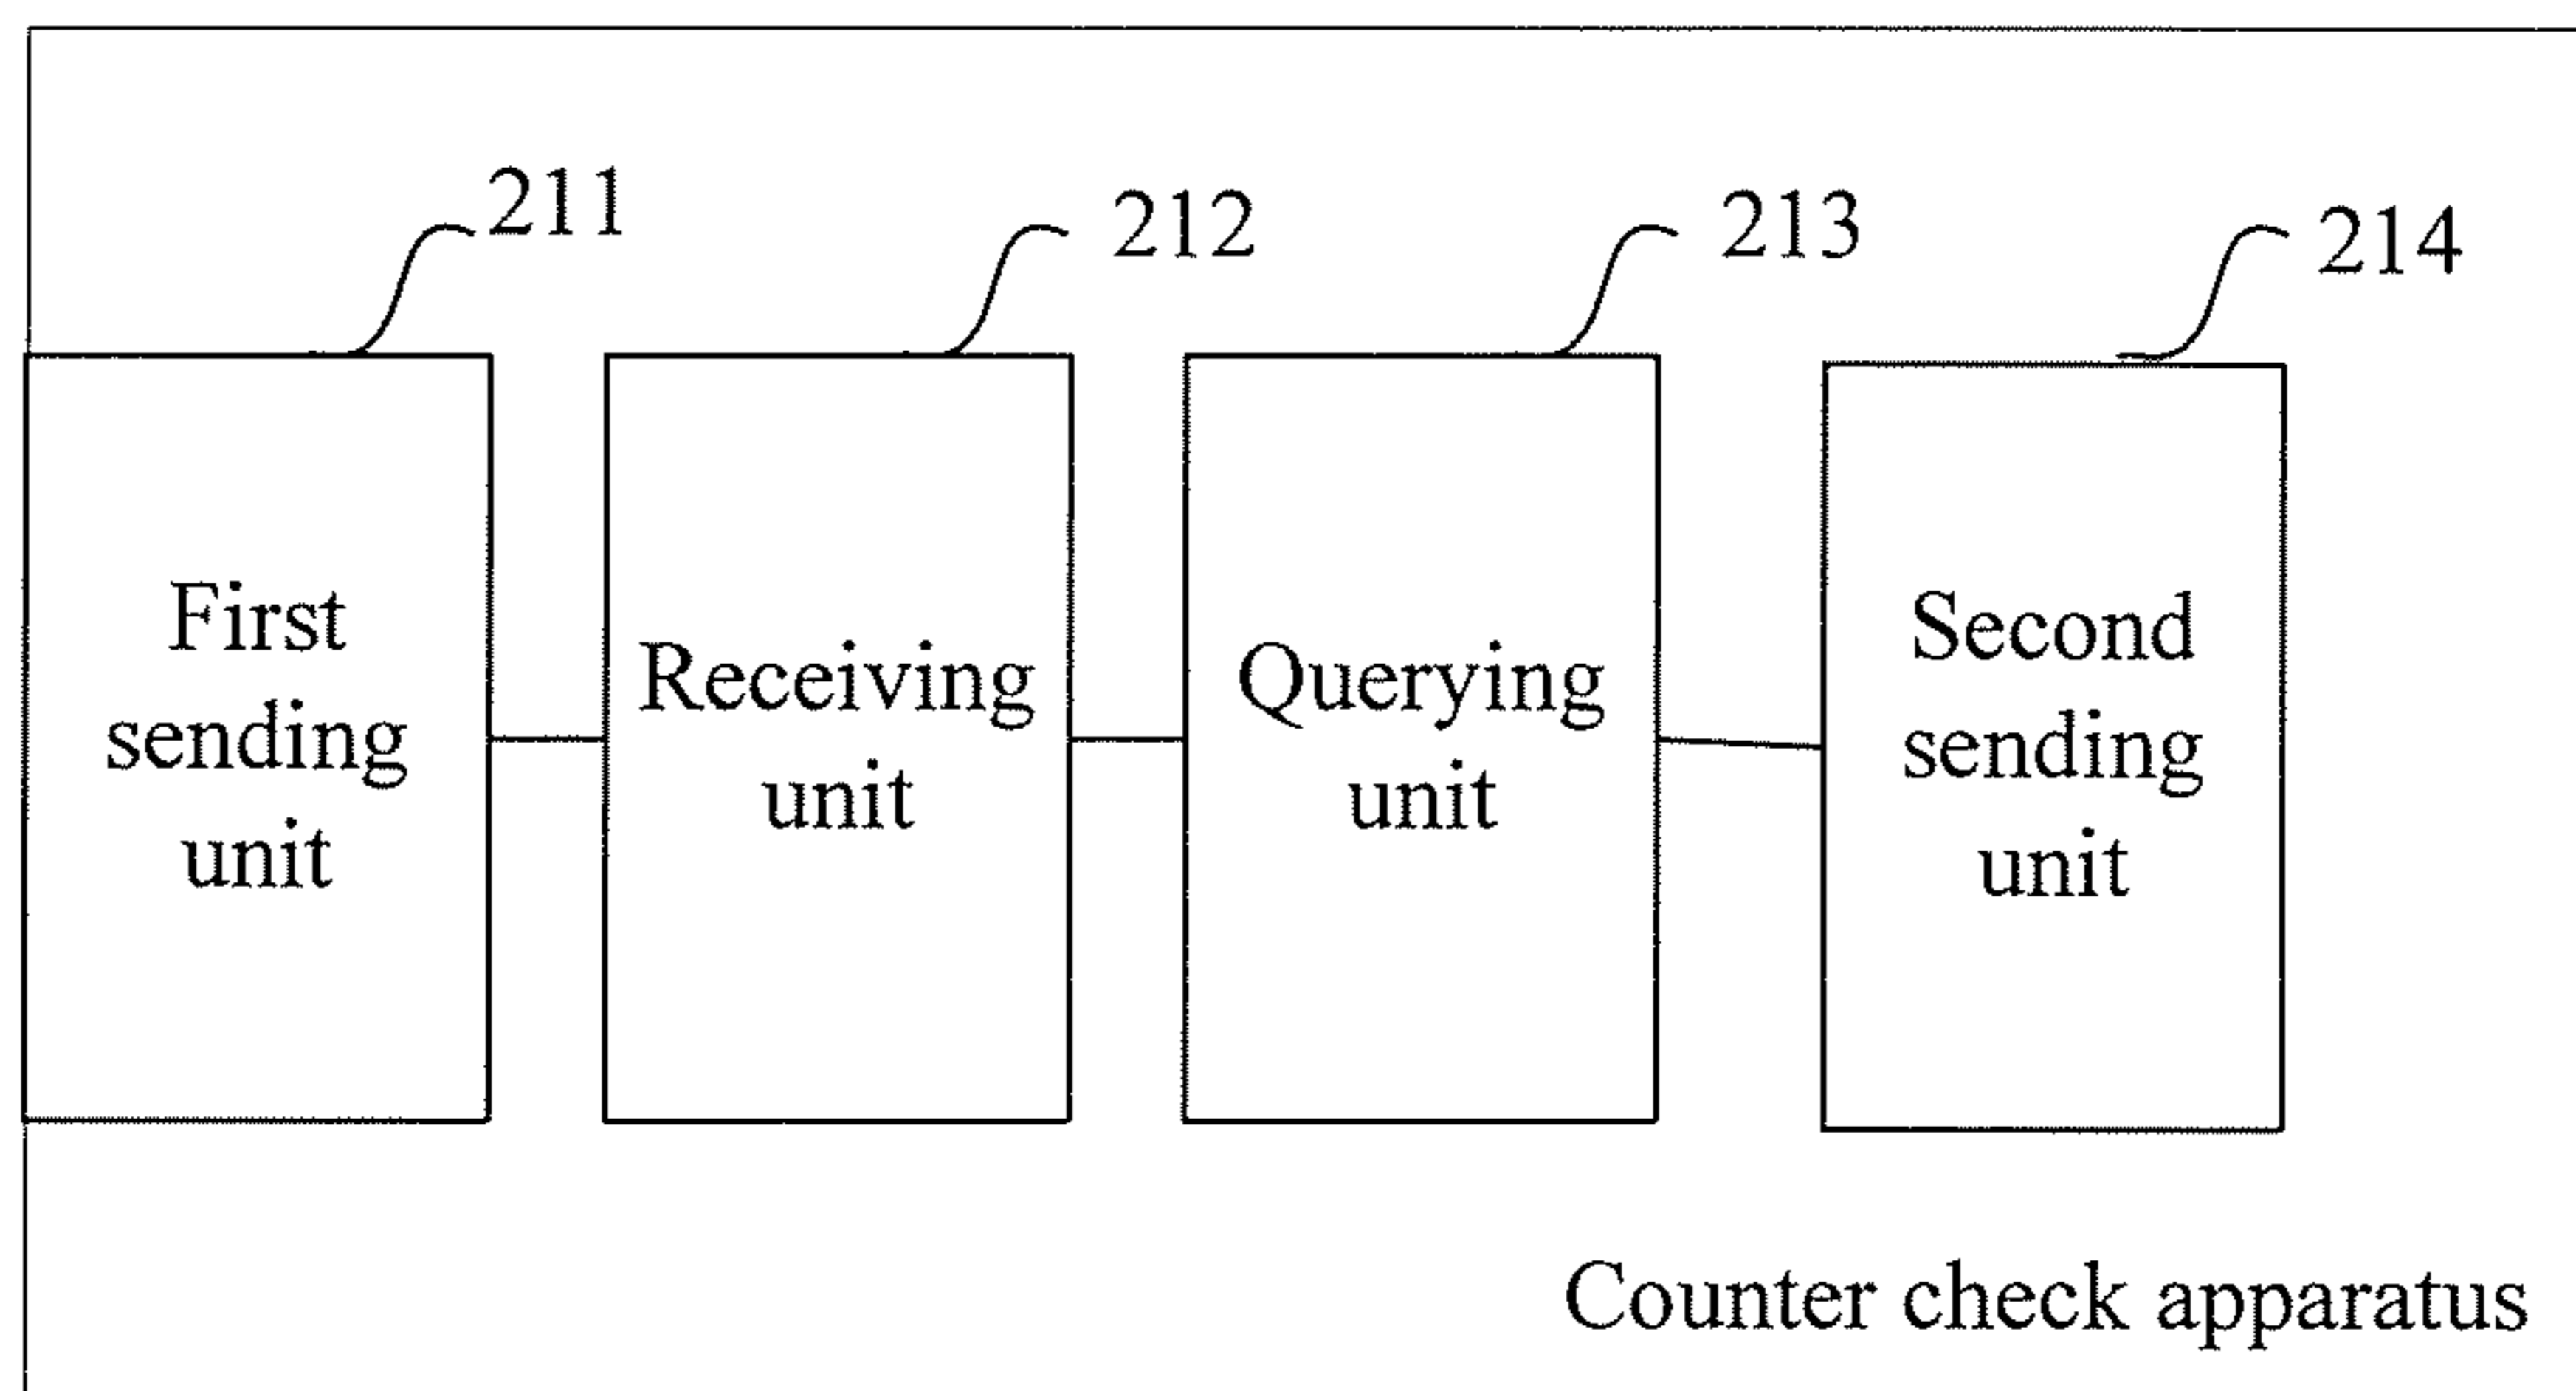 211
212
213
214
First
sending
unit
Receiving
unit
Querying
unit
Second
sending
unit
Counter check apparatus